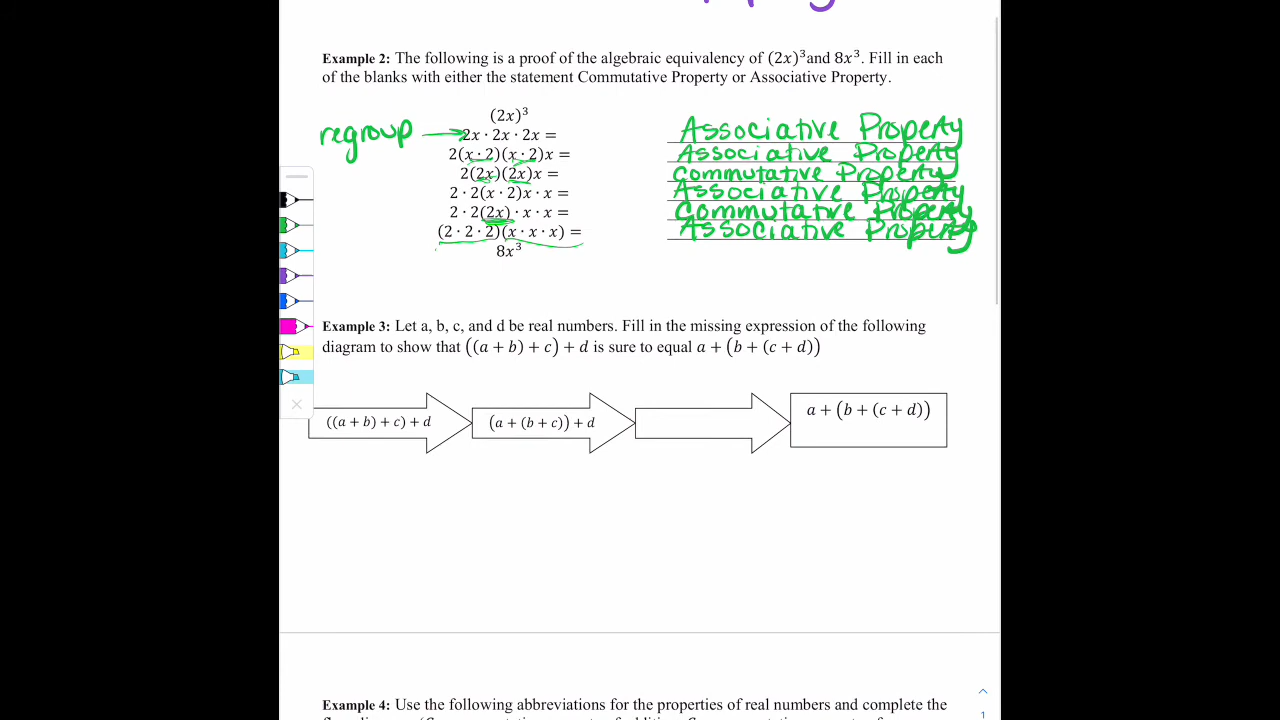 Example 2: The following is a proof of the algebraic equivalency of (2x)³and 8x³. Fill in each
of the blanks with either the statement Commutative Property or Associative Property.
(2x)³
regroup 2x · 2x · 2x = Associative Property
2(x · 2)(x · 2)x = Associative Property
2(2x)(2x)x = Commutative Property
2 · 2(x · 2)x · x = Associative Property
2 · 2(2x) · x · x = Commutative Property
(2 · 2 · 2)(x · x · x) = Associative Property
8x³
Example 3: Let a, b, c, and d be real numbers. Fill in the missing expression of the following
diagram to show that ((a + b) + c) + d is sure to equal a + (b + (c + d))
((a + b) + c) + d
(a + (b + c)) + d
a + (b + (c + d))
Example 4: Use the following abbreviations for the properties of real numbers and complete the
1